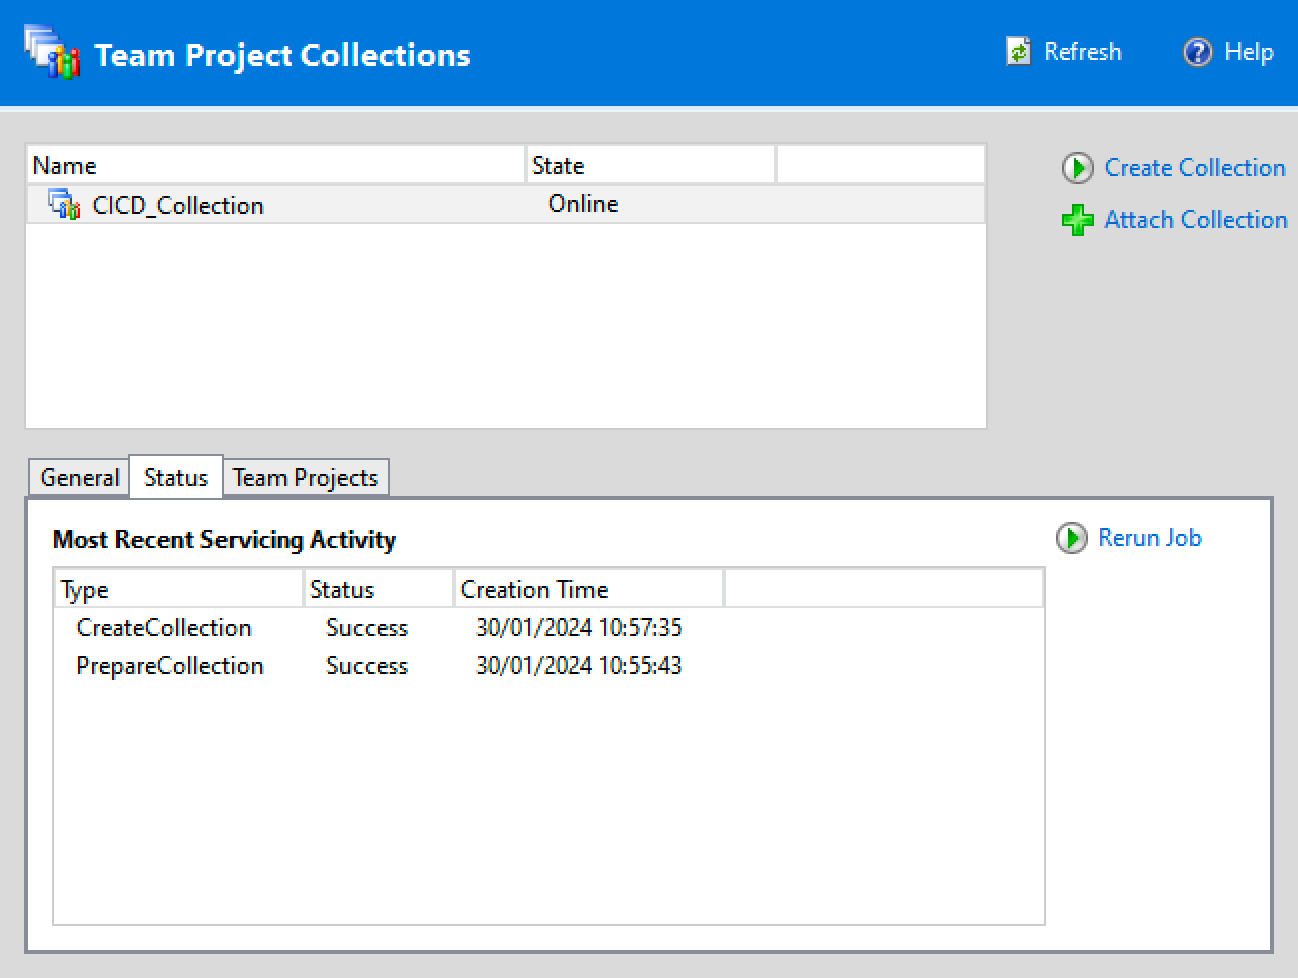 Team Project Collections
Refresh
Help
Name State
CICD_Collection Online
Create Collection
Attach Collection
General Status Team Projects
Most Recent Servicing Activity
Rerun Job
Type Status Creation Time
CreateCollection Success 30/01/2024 10:57:35
PrepareCollection Success 30/01/2024 10:55:43